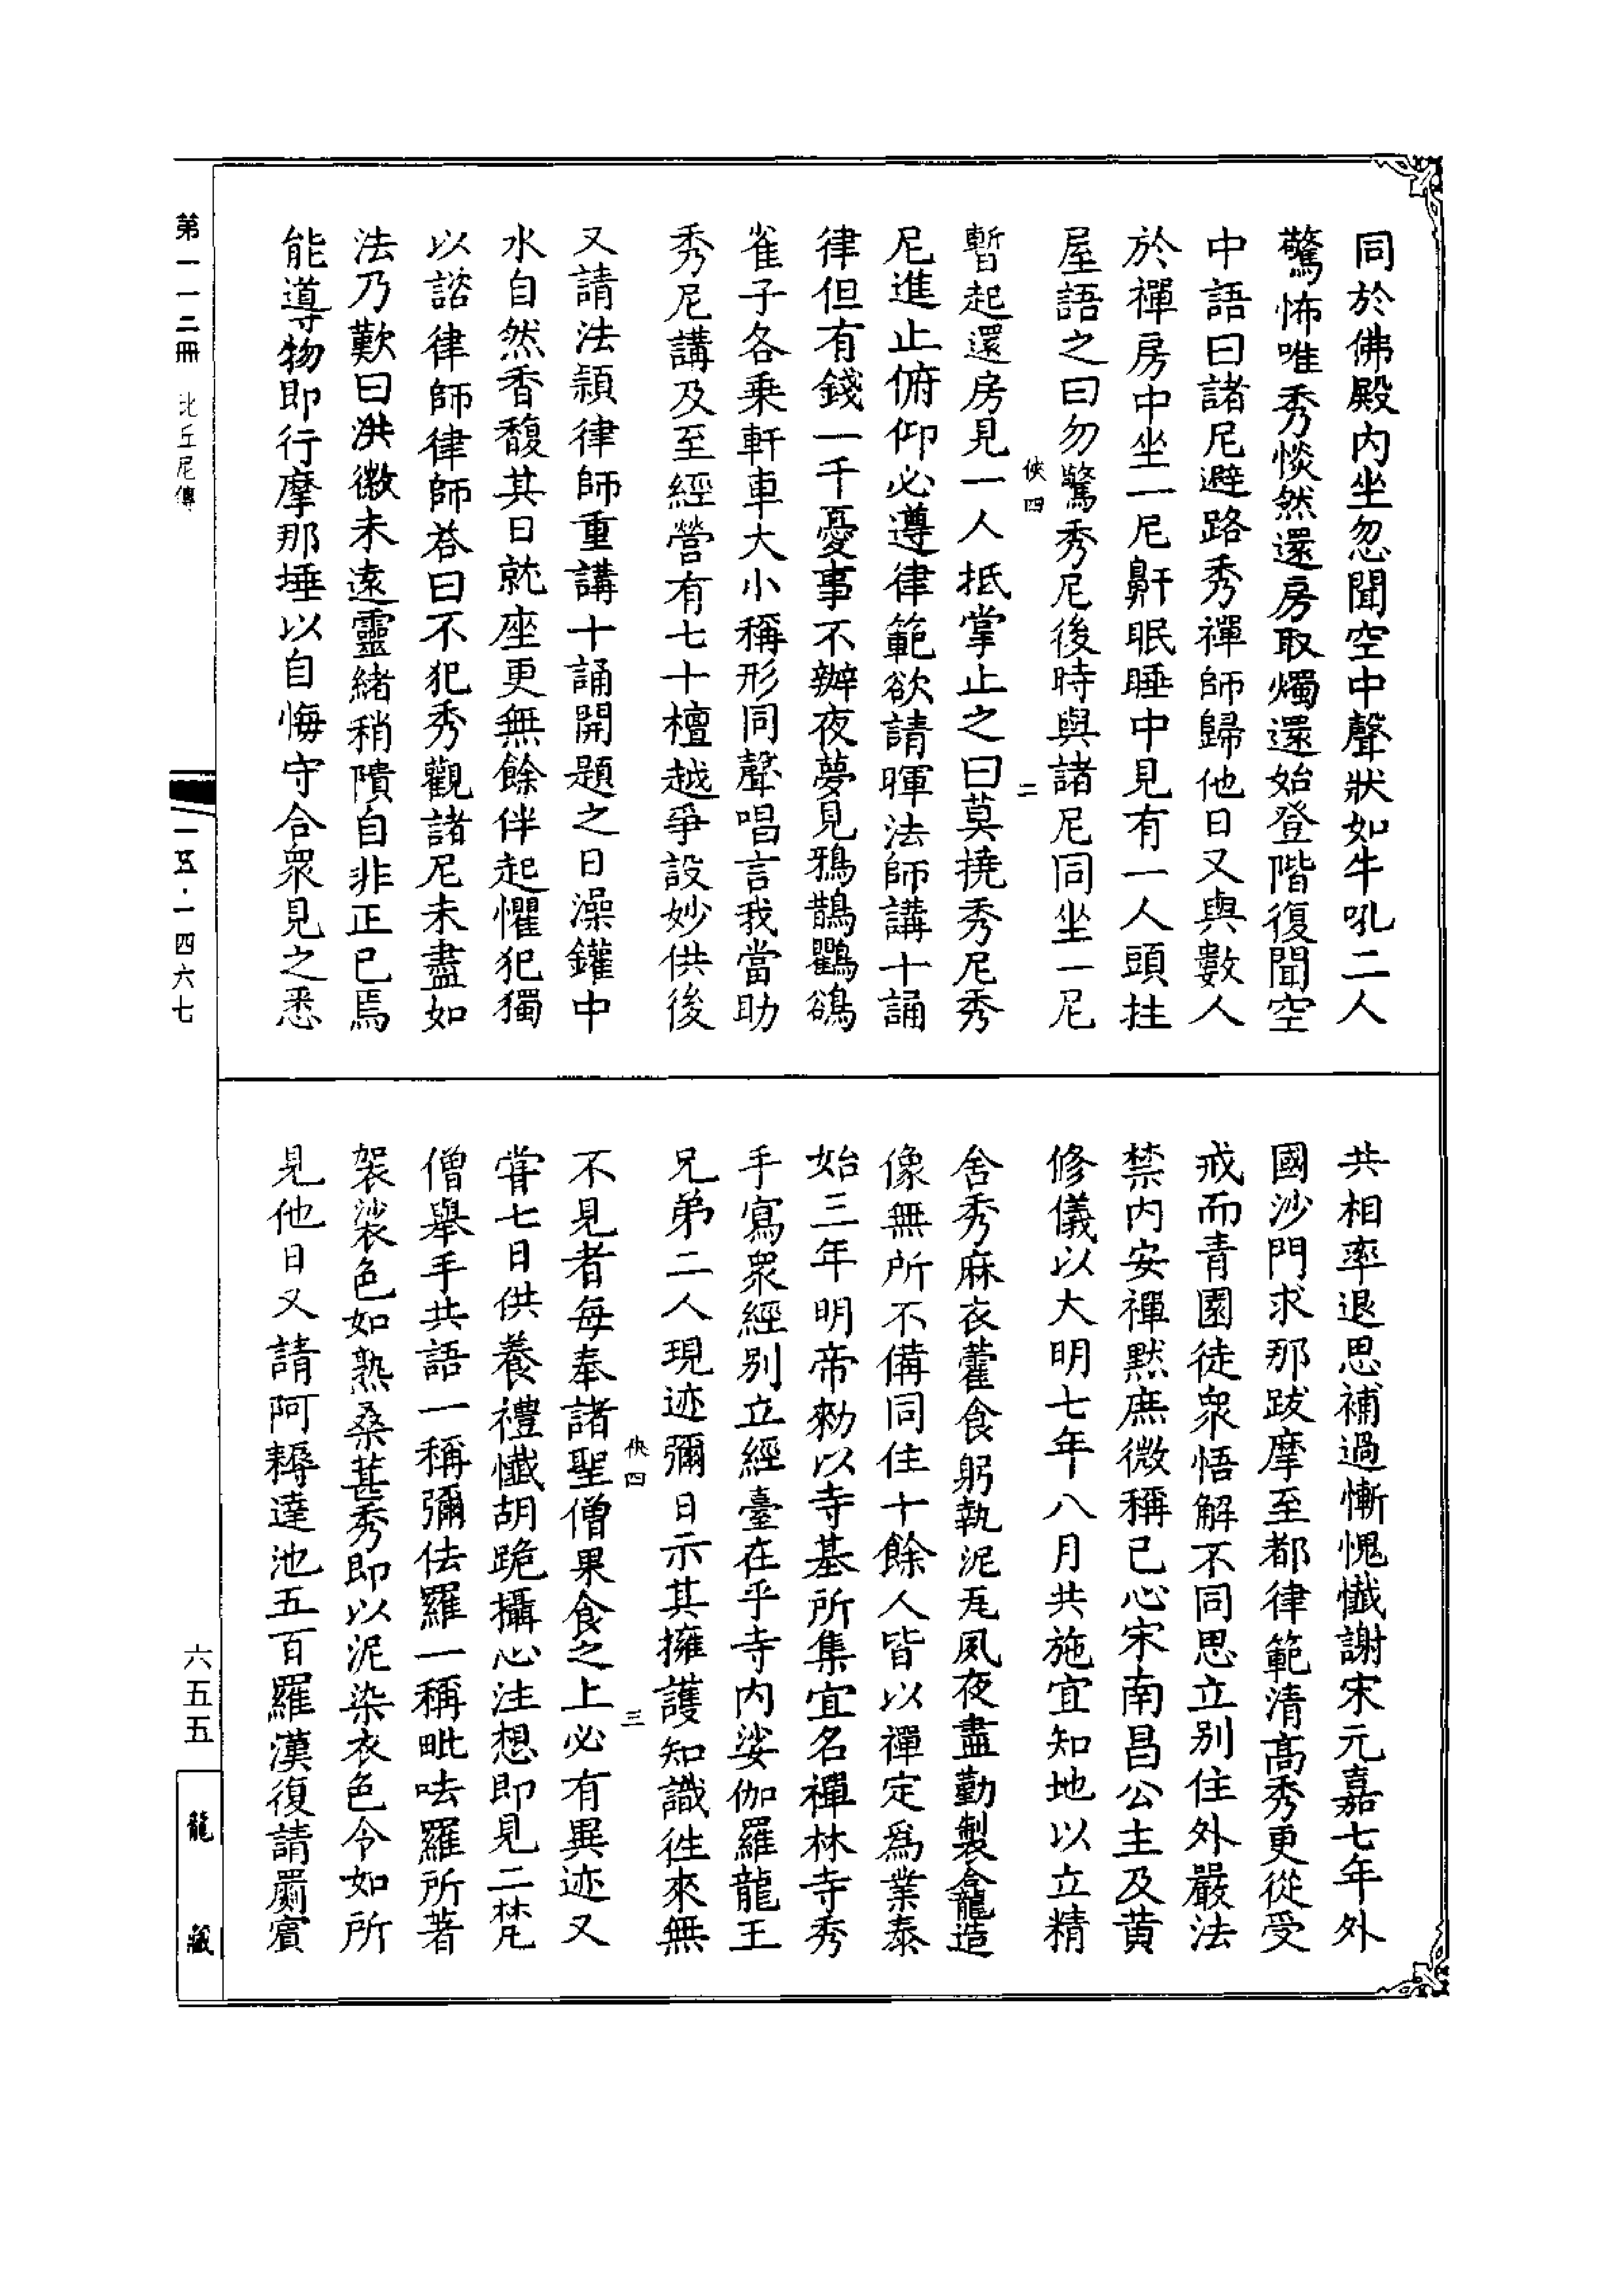 同於佛殿內坐忽聞空中聲狀如牛吼二人
驚怖唯秀惔然還房取燭還始登階復聞空
中語曰諸尼避路秀禪師歸他日又與數人
於禪房中坐一尼鼾眠睡中見有一人頭拄
屋語之曰勿驚秀尼後時與諸尼同坐一尼
俠四 二
暫起還房見一人抵掌止之曰莫撓秀尼秀
尼進止俯仰必遵律範欲請暉法師講十誦
律但有錢一千憂事不辦夜夢見鴉鵲鸜鵒
雀子各乘軒車大小稱形同聲唱言我當助
秀尼講及至經營有七十檀越爭設妙供後
又請法頴律師重講十誦開題之日澡鑵中
水自然香馥其日就座更無餘伴起懼犯獨
以諮律師律師荅曰不犯秀觀諸尼未盡如
法乃歎曰洪徽未遠靈緒稍隤自非正己焉
能導物即行摩那埵以自悔守合衆見之悉
共相率退思補過慚愧懺謝宋元嘉七年外
國沙門求那跋摩至都律範清高秀更從受
戒而青園徒衆悟解不同思立別住外嚴法
禁內安禪默庶微稱己心宋南昌公主及黃
修儀以大明七年八月共施宜知地以立精
舍秀麻衣藿食躬執泥瓦夙夜盡勤製龕造
像無所不備同住十餘人皆以禪定爲業泰
始三年明帝勑以寺基所集宜名禪林寺秀
手寫衆經別立經臺在乎寺內娑伽羅龍王
兄弟二人現迹彌日示其擁護知識徃來無
俠四 三
不見者每奉諸聖僧果食之上必有異迹又
甞七日供養禮懺胡跪攝心注想即見二梵
僧舉手共語一稱彌佉羅一稱毗呿羅所著
袈裟色如熟桑葚秀即以泥染衣色令如所
見他日又請阿耨達池五百羅漢復請罽賓
第一一二冊 比丘尼傳
一五·一四六七
六五五
龍藏